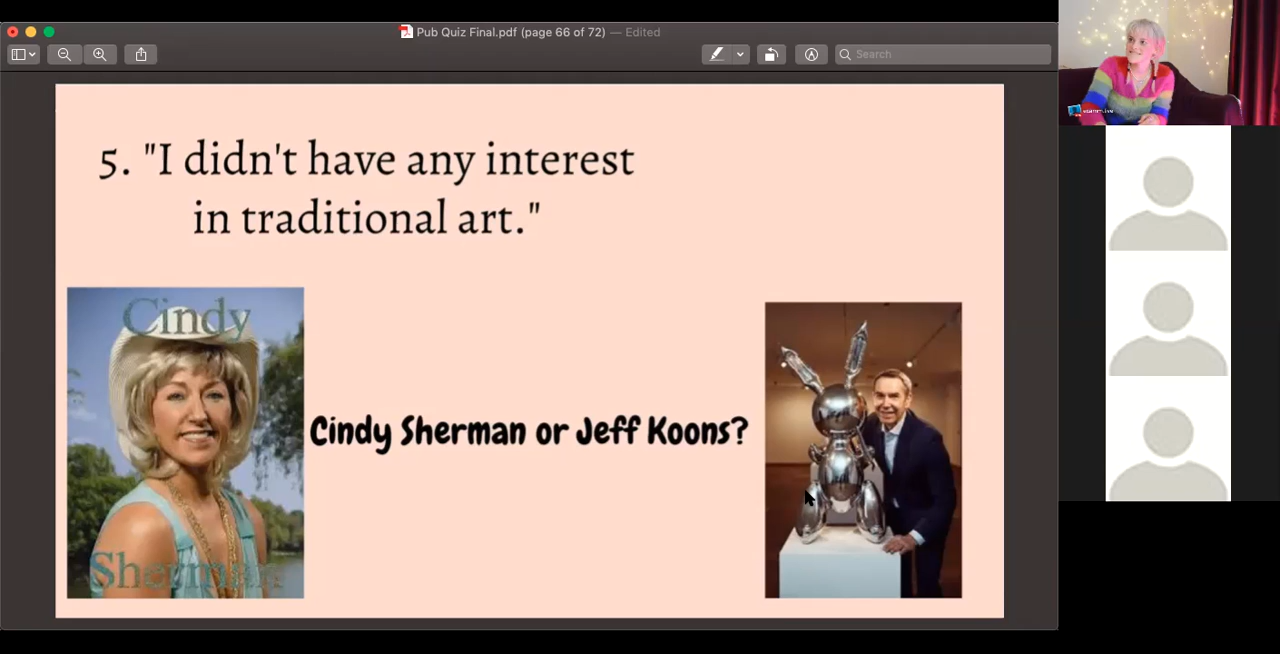 Pub Quiz Final.pdf (page 66 of 72) — Edited
Search
5. "I didn't have any interest
in traditional art."
Cindy
Sherman
Cindy Sherman or Jeff Koons?